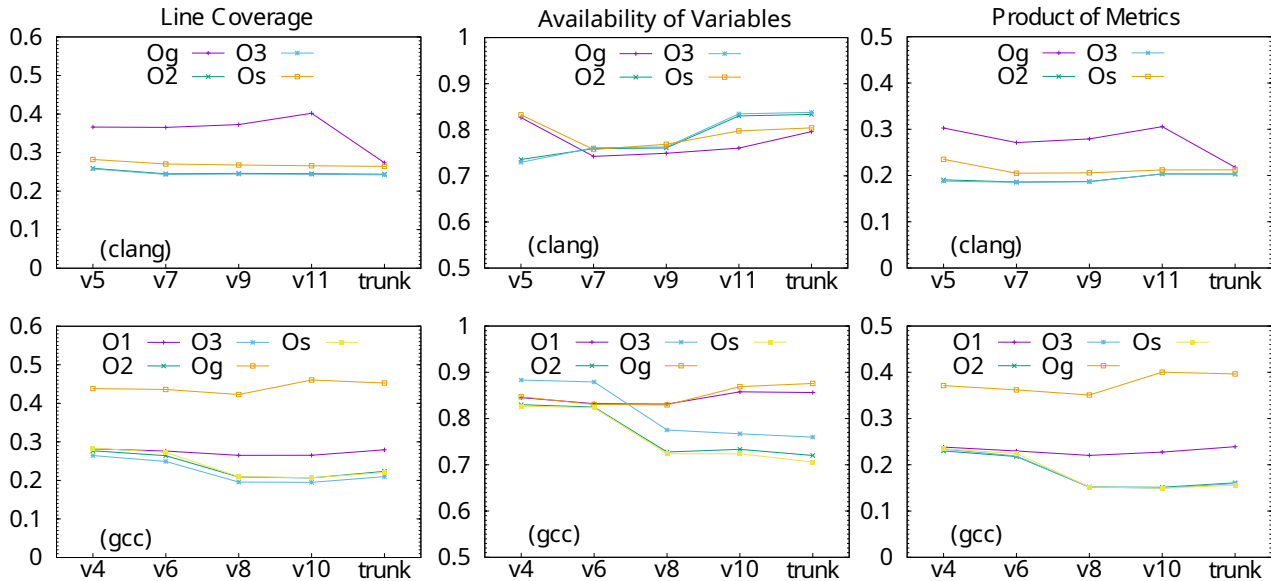 Line Coverage
0.6
0.5
0.4
0.3
0.2
0.1
0
Og
O3
O2
Os
(clang)
v5 v7 v9 v11 trunk
Availability of Variables
1
0.9
0.8
0.7
0.6
0.5
Og
O3
O2
Os
(clang)
v5 v7 v9 v11 trunk
Product of Metrics
0.5
0.4
0.3
0.2
0.1
0
Og
O3
O2
Os
(clang)
v5 v7 v9 v11 trunk
0.6
0.5
0.4
0.3
0.2
0.1
0
O1 O3 Os
O2 Og
(gcc)
v4 v6 v8 v10 trunk
1
0.9
0.8
0.7
0.6
0.5
O1 O3 Os
O2 Og
(gcc)
v4 v6 v8 v10 trunk
0.5
0.4
0.3
0.2
0.1
0
O1 O3 Os
O2 Og
(gcc)
v4 v6 v8 v10 trunk